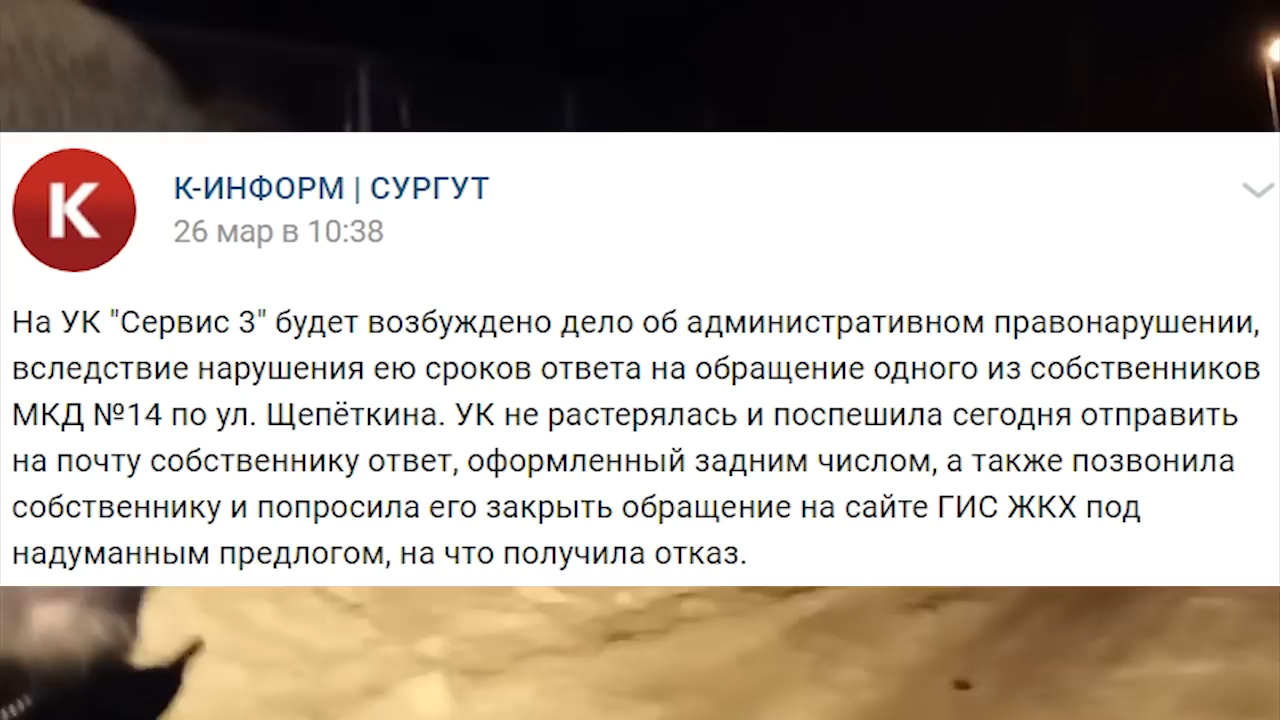 К
К-ИНФОРМ | СУРГУТ
26 мар в 10:38
На УК "Сервис 3" будет возбуждено дело об административном правонарушении,
вследствие нарушения ею сроков ответа на обращение одного из собственников
МКД №14 по ул. Щепёткина. УК не растерялась и поспешила сегодня отправить
на почту собственнику ответ, оформленный задним числом, а также позвонила
собственнику и попросила его закрыть обращение на сайте ГИС ЖКХ под
надуманным предлогом, на что получила отказ.